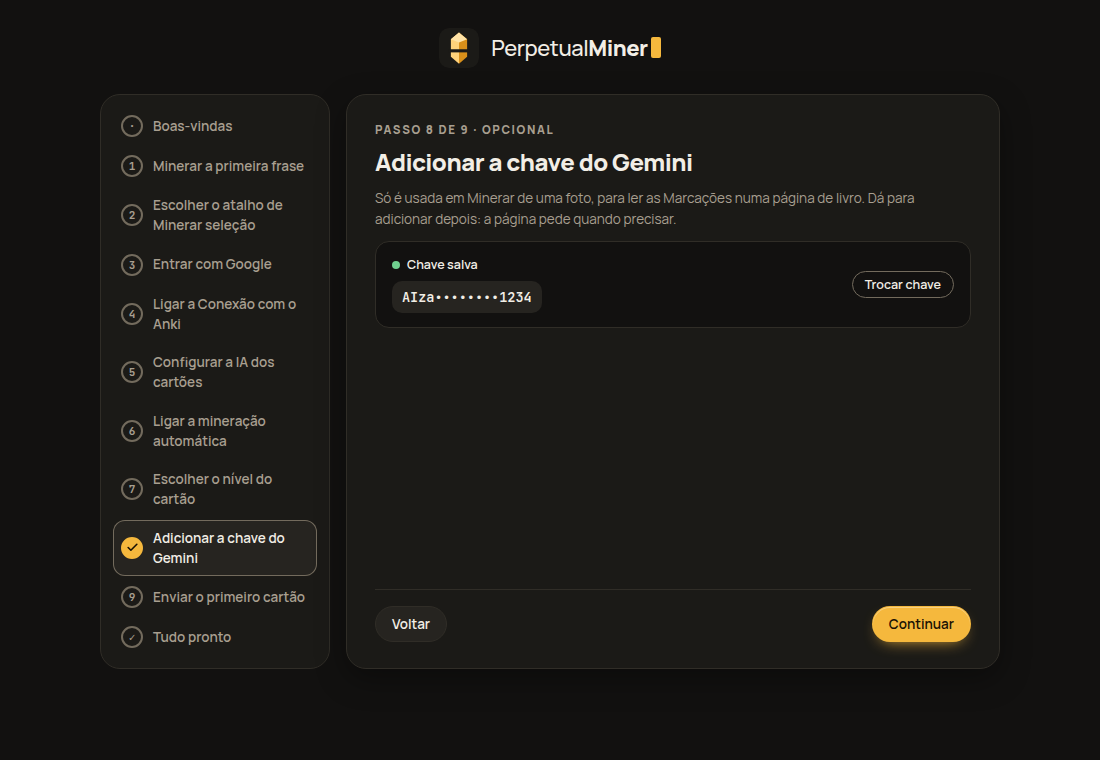 PerpetualMiner
· Boas-vindas
1 Minerar a primeira frase
2 Escolher o atalho de
Minerar seleção
3 Entrar com Google
4 Ligar a Conexão com o
Anki
5 Configurar a IA dos
cartões
6 Ligar a mineração
automática
7 Escolher o nível do
cartão
Adicionar a chave do
Gemini
9 Enviar o primeiro cartão
✓ Tudo pronto
PASSO 8 DE 9 · OPCIONAL
Adicionar a chave do Gemini
Só é usada em Minerar de uma foto, para ler as Marcações numa página de livro. Dá para
adicionar depois: a página pede quando precisar.
Chave salva
AIza••••••••1234
Trocar chave
Voltar
Continuar